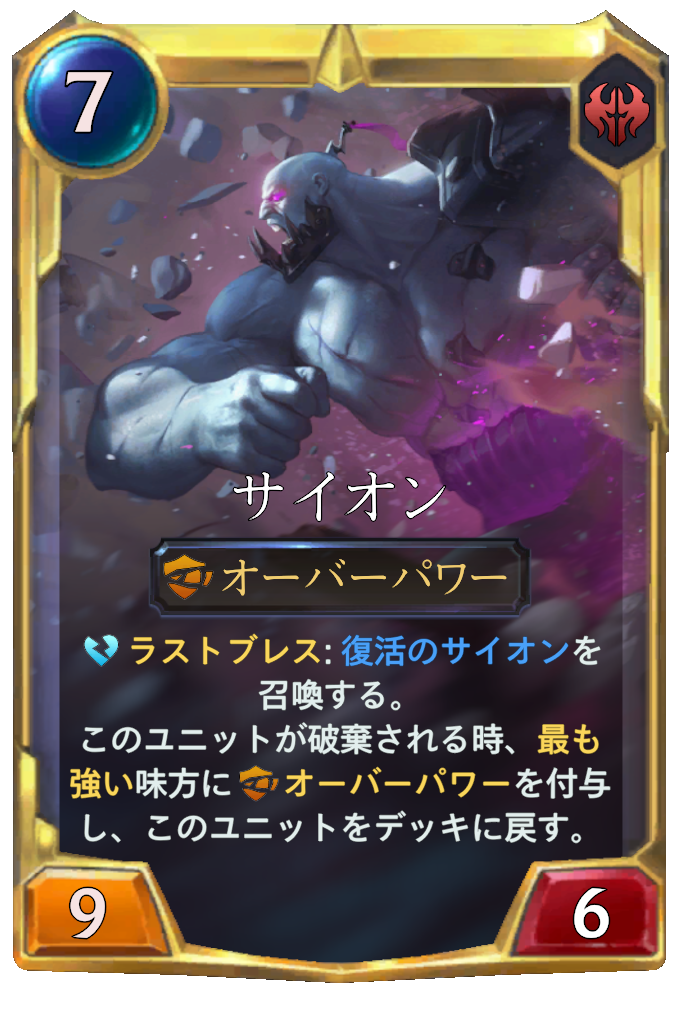 7
サイオン
オーバーパワー
ラストブレス: 復活のサイオンを
召喚する。
このユニットが破棄される時、最も
強い味方に オーバーパワーを付与
し、このユニットをデッキに戻す。
9
6